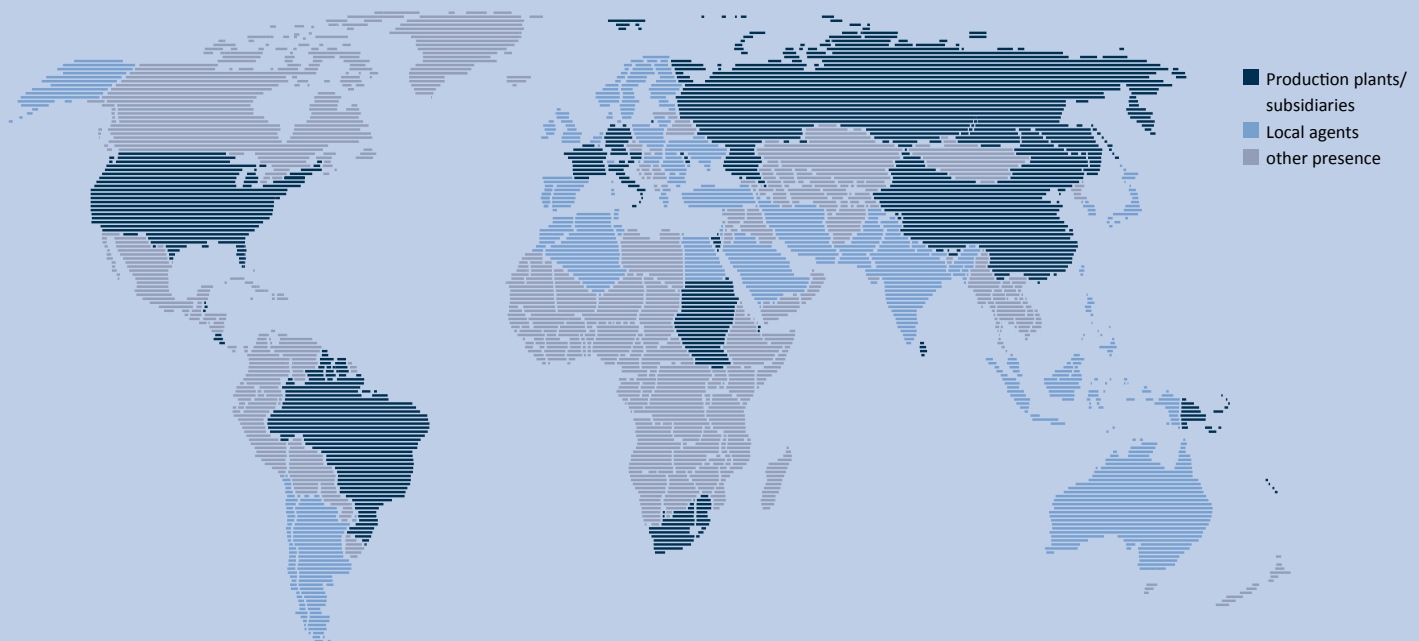 Production plants/
subsidiaries
Local agents
other presence